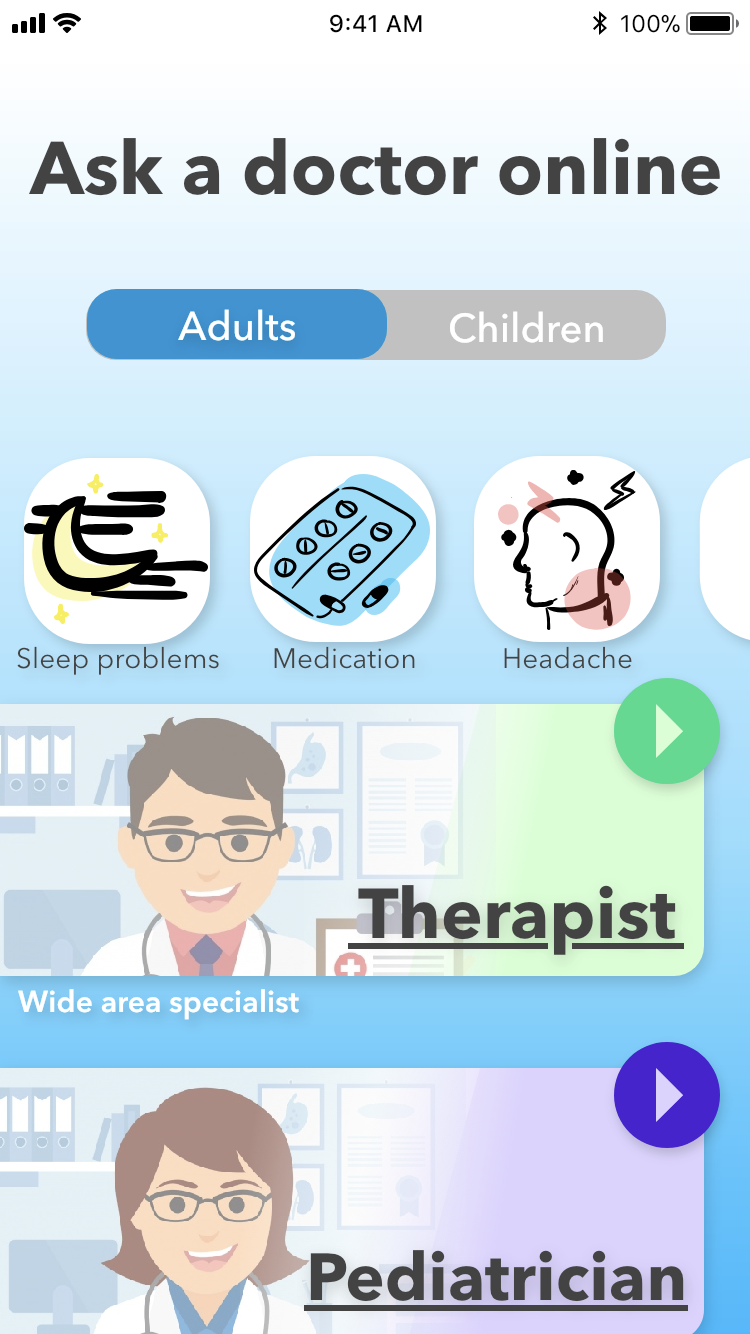 9:41 AM
100%
Ask a doctor online
Adults
Children
Sleep problems
Medication
Headache
Therapist
Wide area specialist
Pediatrician